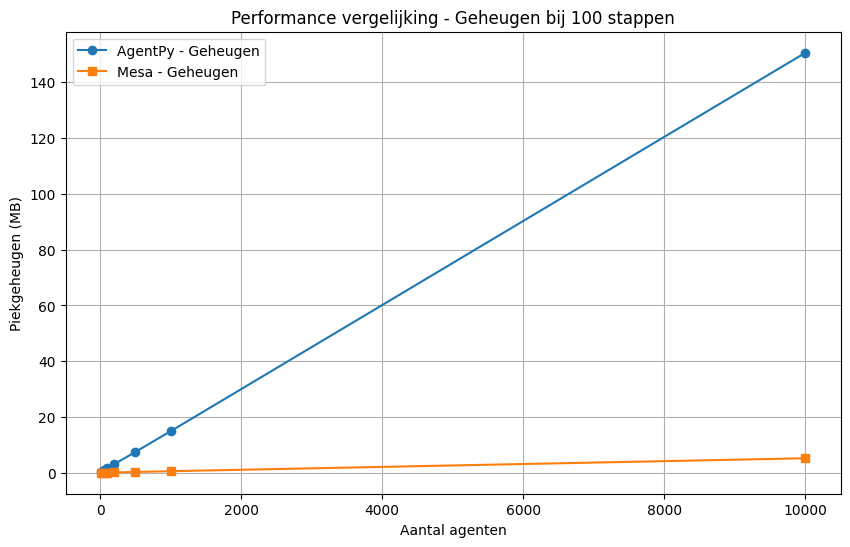 Performance vergelijking - Geheugen bij 100 stappen
AgentPy - Geheugen
Mesa - Geheugen
Piekgeheugen (MB)
140
120
100
80
60
40
20
0
0 2000 4000 6000 8000 10000
Aantal agenten